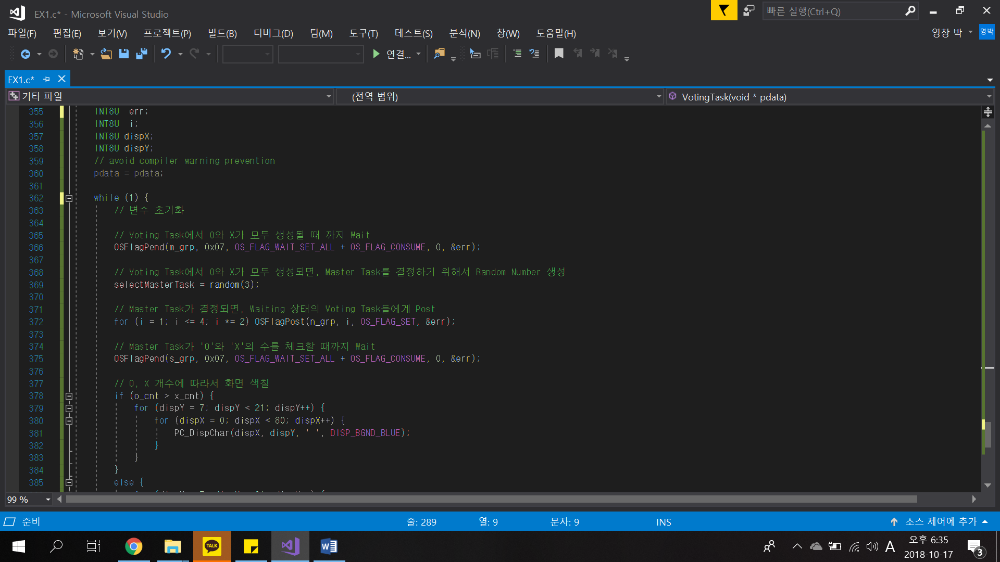 EX1.c* - Microsoft Visual Studio
빠른 실행(Ctrl+Q)
파일(F) 편집(E) 보기(V) 프로젝트(P) 빌드(B) 디버그(D) 팀(M) 도구(T) 테스트(S) 분석(N) 창(W) 도움말(H)
영창 박
영박
연결...
EX1.c*
기타 파일
(전역 범위)
VotingTask(void * pdata)
355 INT8U  err;
356 INT8U  i;
357 INT8U dispX;
358 INT8U dispY;
359 // avoid compiler warning prevention
360 pdata = pdata;
361
362 while (1) {
363 // 변수 초기화
364
365 // Voting Task에서 O와 X가 모두 생성될 때 까지 Wait
366 OSFlagPend(m_grp, 0x07, OS_FLAG_WAIT_SET_ALL + OS_FLAG_CONSUME, 0, &err);
367
368 // Voting Task에서 O와 X가 모두 생성되면, Master Task를 결정하기 위해서 Random Number 생성
369 selectMasterTask = random(3);
370
371 // Master Task가 결정되면, Waiting 상태의 Voting Task들에게 Post
372 for (i = 1; i <= 4; i *= 2) OSFlagPost(n_grp, i, OS_FLAG_SET, &err);
373
374 // Master Task가 'O'와 'X'의 수를 체크할 때까지 Wait
375 OSFlagPend(s_grp, 0x07, OS_FLAG_WAIT_SET_ALL + OS_FLAG_CONSUME, 0, &err);
376
377 // O, X 개수에 따라서 화면 색칠
378 if (o_cnt > x_cnt) {
379 for (dispY = 7; dispY < 21; dispY++) {
380 for (dispX = 0; dispX < 80; dispX++) {
381 PC_DispChar(dispX, dispY, ' ', DISP_BGND_BLUE);
382 }
383 }
384 }
385 else {
99 %
준비
줄: 289
열: 9
문자: 9
INS
소스 제어에 추가
TALK
A
오후 6:35
2018-10-17
3